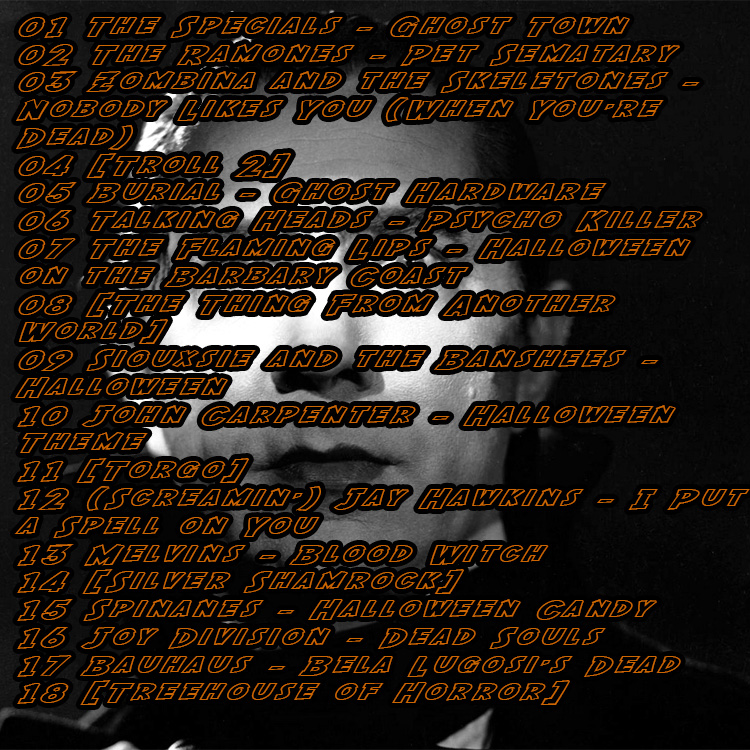 01 The Specials - Ghost Town
02 The Ramones - Pet Sematary
03 Zombina and the Skeletones -
Nobody Likes You (When You're
Dead)
04 [Troll 2]
05 Burial - Ghost Hardware
06 Talking Heads - Psycho Killer
07 The Flaming Lips - Halloween
on the Barbary Coast
08 [The Thing From Another
World]
09 Siouxsie and the Banshees -
Halloween
10 John Carpenter - Halloween
Theme
11 [Torgo]
12 (Screamin') Jay Hawkins - I Put
a Spell on You
13 Melvins - Blood Witch
14 [Silver Shamrock]
15 Spinanes - Halloween Candy
16 Joy Division - Dead Souls
17 Bauhaus - Bela Lugosi's Dead
18 [Treehouse of Horror]